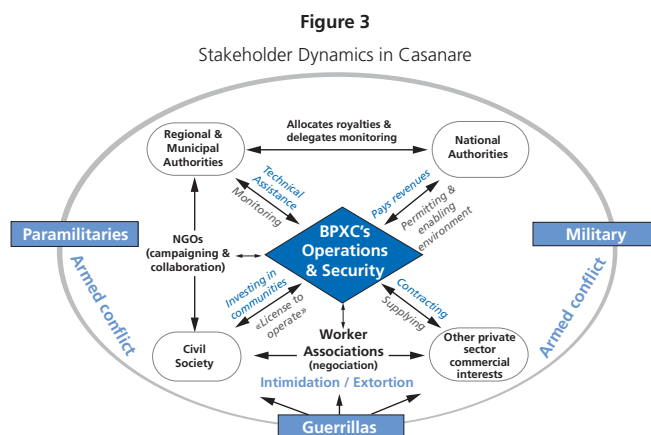 Figure 3
Stakeholder Dynamics in Casanare
Allocates royalties &
delegates monitoring
Regional &
Municipal
Authorities
National
Authorities
Technical
Assistance
Monitoring
Pays revenues
Permitting &
enabling
environment
Paramilitaries
NGOs
(campaigning &
collaboration)
BPXC's
Operations
& Security
Military
Armed conflict
Investing in
communities
«License to
operate»
Contracting
Supplying
Armed conflict
Civil
Society
Worker
Associations
(negociation)
Other private
sector
commercial
interests
Intimidation / Extortion
Guerrillas